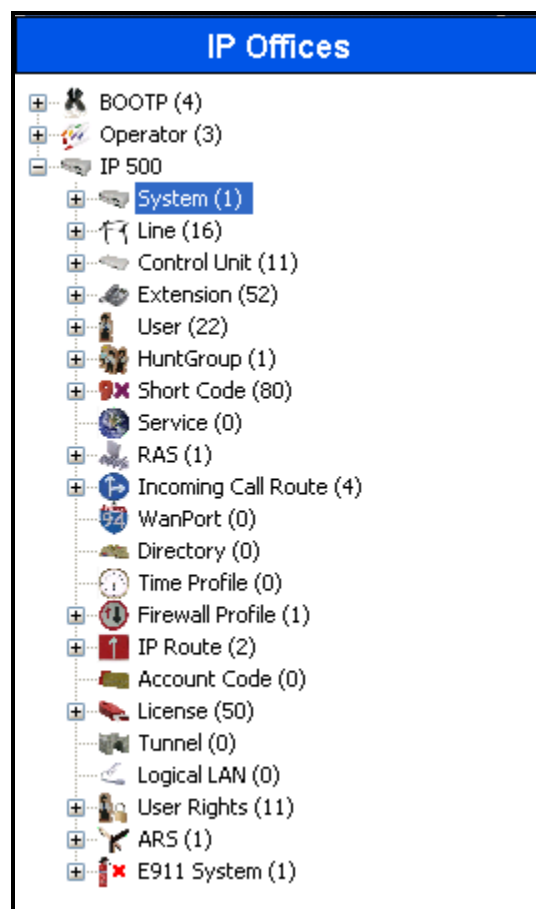 IP Offices
BOOTP (4)
Operator (3)
IP 500
System (1)
Line (16)
Control Unit (11)
Extension (52)
User (22)
HuntGroup (1)
Short Code (80)
Service (0)
RAS (1)
Incoming Call Route (4)
WanPort (0)
Directory (0)
Time Profile (0)
Firewall Profile (1)
IP Route (2)
Account Code (0)
License (50)
Tunnel (0)
Logical LAN (0)
User Rights (11)
ARS (1)
E911 System (1)